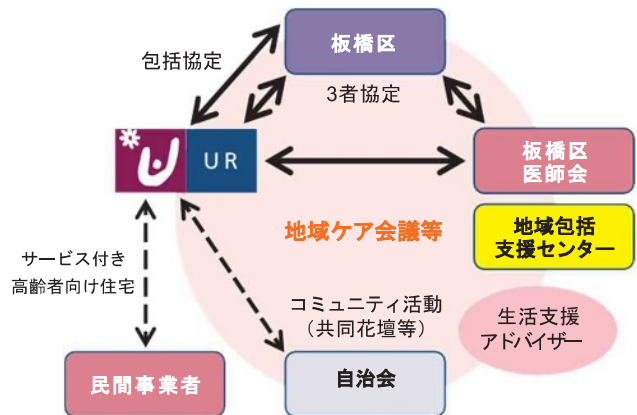 板橋区
包括協定
3者協定
UR
板橋区
医師会
地域ケア会議等
地域包括
支援センター
サービス付き
高齢者向け住宅
コミュニティ活動
（共同花壇等）
生活支援
アドバイザー
民間事業者
自治会